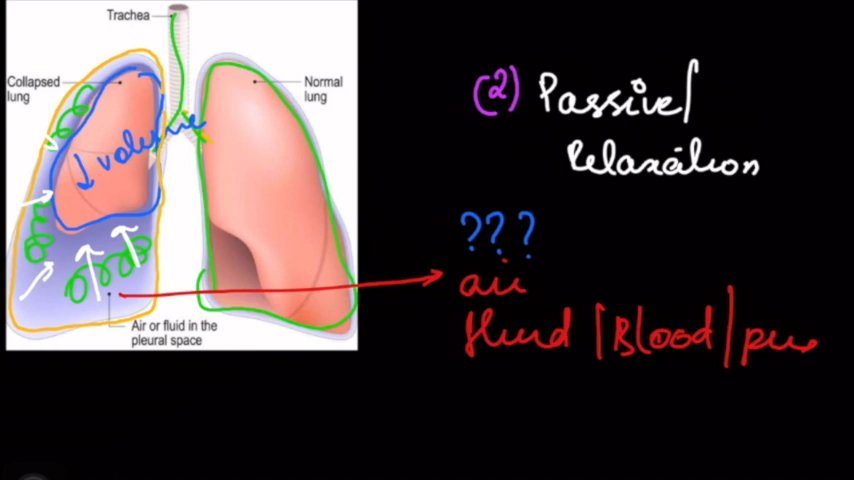 Trachea
Collapsed
lung
Normal
lung
↓ volume
Air or fluid in the
pleural space
(2) Passive/
Relaxation
???
air
fluid / Blood / pus